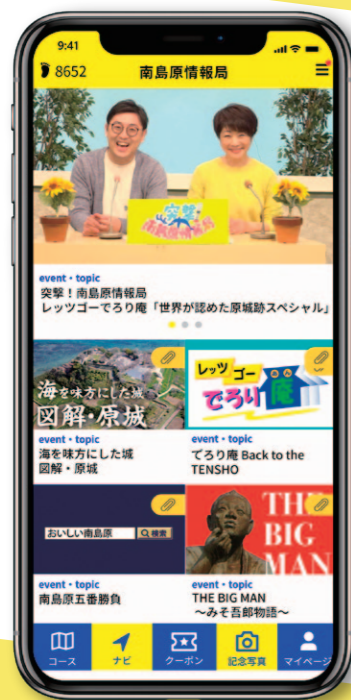 9:41
8652
南島原情報局
突撃!
南島原情報局
event・topic
突撃!南島原情報局
レッツゴーでろり庵「世界が認めた原城跡スペシャル」
海を味方にした城
図解・原城
event・topic
海を味方にした城
図解・原城
レッツゴー
でろり庵
あん
event・topic
でろり庵 Back to the
TENSHO
おいしい南島原 検索
event・topic
南島原五番勝負
THE
BIG
MAN
event・topic
THE BIG MAN
〜みそ五郎物語〜
コース
ナビ
クーポン
記念写真
マイページ